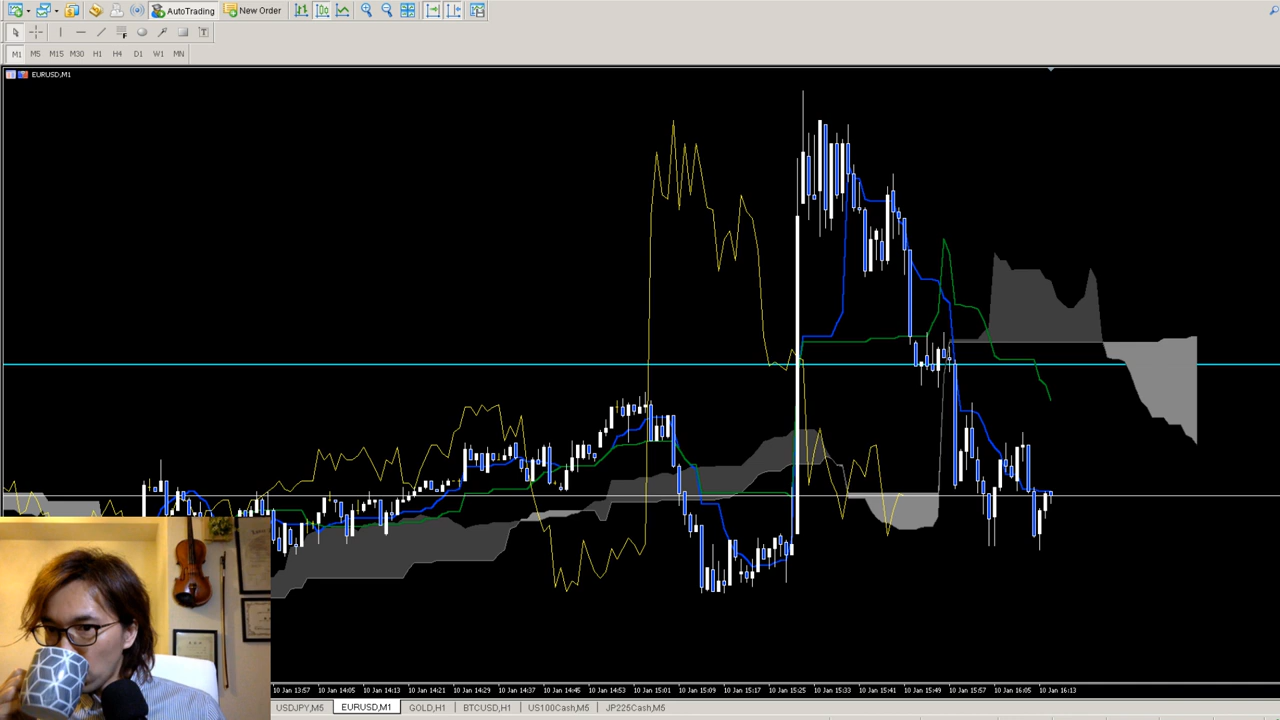 AutoTrading New Order
M1 M5 M15 M30 H1 H4 D1 W1 MN
EURUSD,M1
10 Jan 13:57 10 Jan 14:05 10 Jan 14:13 10 Jan 14:21 10 Jan 14:29 10 Jan 14:37 10 Jan 14:45 10 Jan 14:53 10 Jan 15:01 10 Jan 15:09 10 Jan 15:17 10 Jan 15:25 10 Jan 15:33 10 Jan 15:41 10 Jan 15:49 10 Jan 15:57 10 Jan 16:05 10 Jan 16:13
USDJPY,M5 EURUSD,M1 GOLD,H1 BTCUSD,H1 US100Cash,M5 JP225Cash,M5